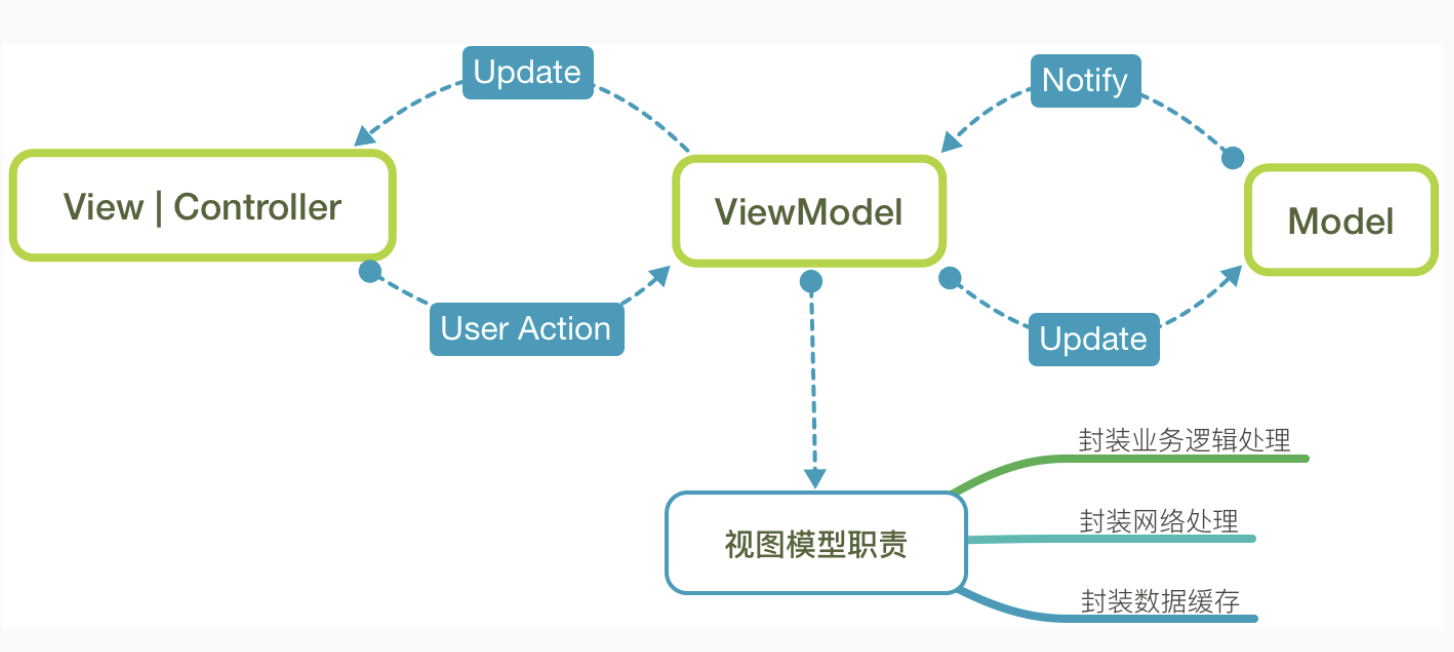 Update
Notify
View | Controller
ViewModel
Model
User Action
Update
封装业务逻辑处理
封装网络处理
视图模型职责
封装数据缓存